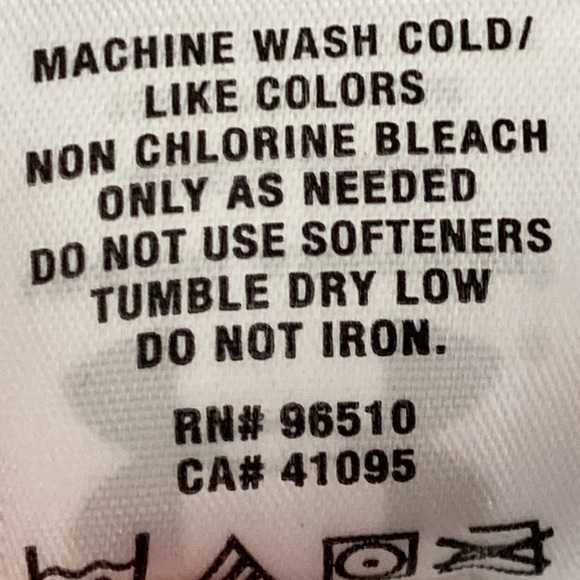 MACHINE WASH COLD/
LIKE COLORS
NON CHLORINE BLEACH
ONLY AS NEEDED
DO NOT USE SOFTENERS
TUMBLE DRY LOW
DO NOT IRON.
RN# 96510
CA# 41095